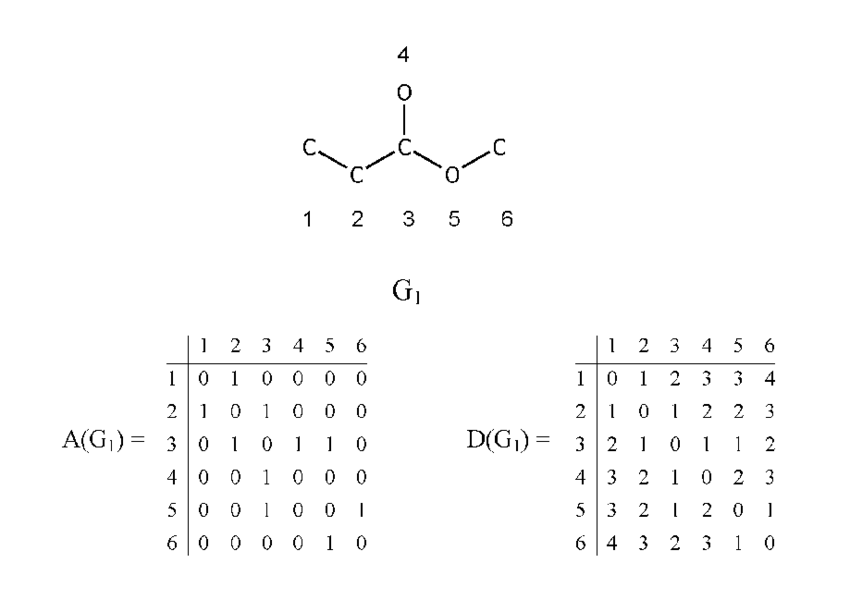 4
O
C C C
C O
1 2 3 5 6
G₁
1 2 3 4 5 6
1 0 1 0 0 0 0
2 1 0 1 0 0 0
A(G₁) = 3 0 1 0 1 1 0
4 0 0 1 0 0 0
5 0 0 1 0 0 1
6 0 0 0 0 1 0
1 2 3 4 5 6
1 0 1 2 3 3 4
2 1 0 1 2 2 3
D(G₁) = 3 2 1 0 1 1 2
4 3 2 1 0 2 3
5 3 2 1 2 0 1
6 4 3 2 3 1 0